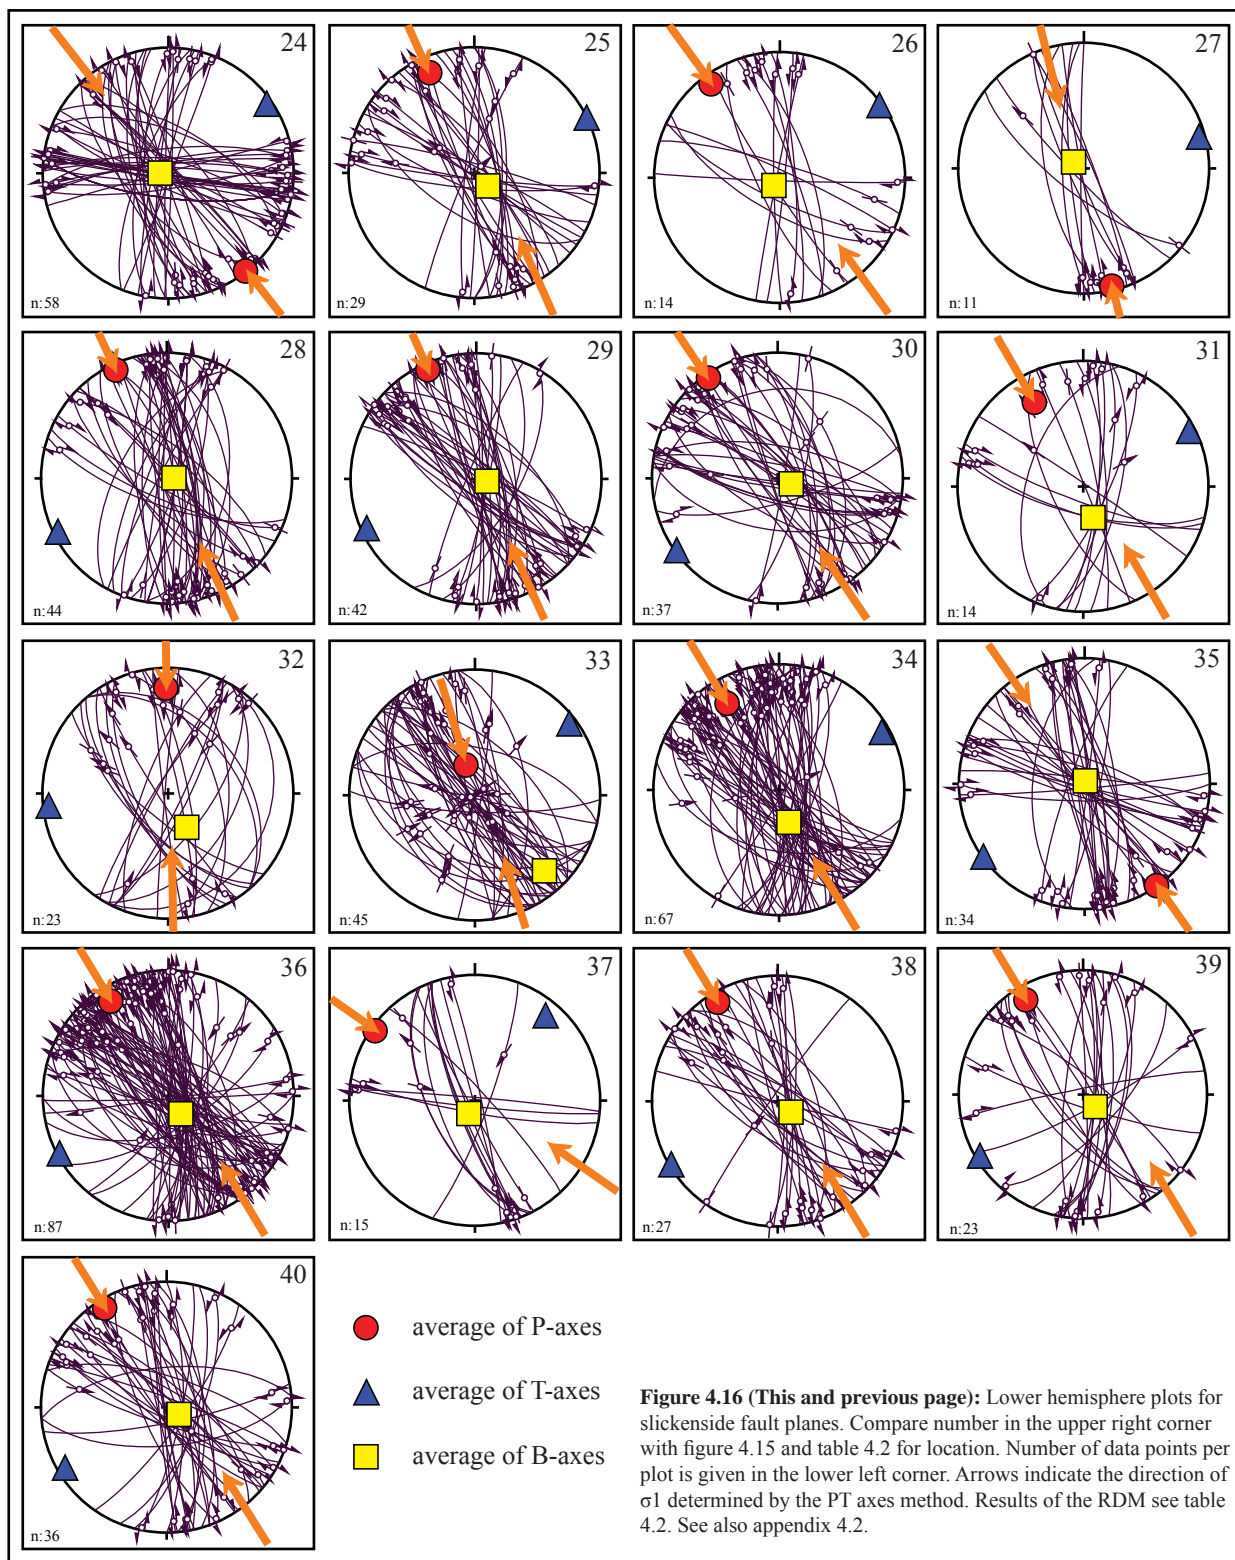 24
n:58
25
n:29
26
n:14
27
n:11
28
n:44
29
n:42
30
n:37
31
n:14
32
n:23
33
n:45
34
n:67
35
n:34
36
n:87
37
n:15
38
n:27
39
n:23
40
n:36
average of P-axes
average of T-axes
average of B-axes
Figure 4.16 (This and previous page): Lower hemisphere plots for
slickenside fault planes. Compare number in the upper right corner
with figure 4.15 and table 4.2 for location. Number of data points per
plot is given in the lower left corner. Arrows indicate the direction of
σ1 determined by the PT axes method. Results of the RDM see table
4.2. See also appendix 4.2.